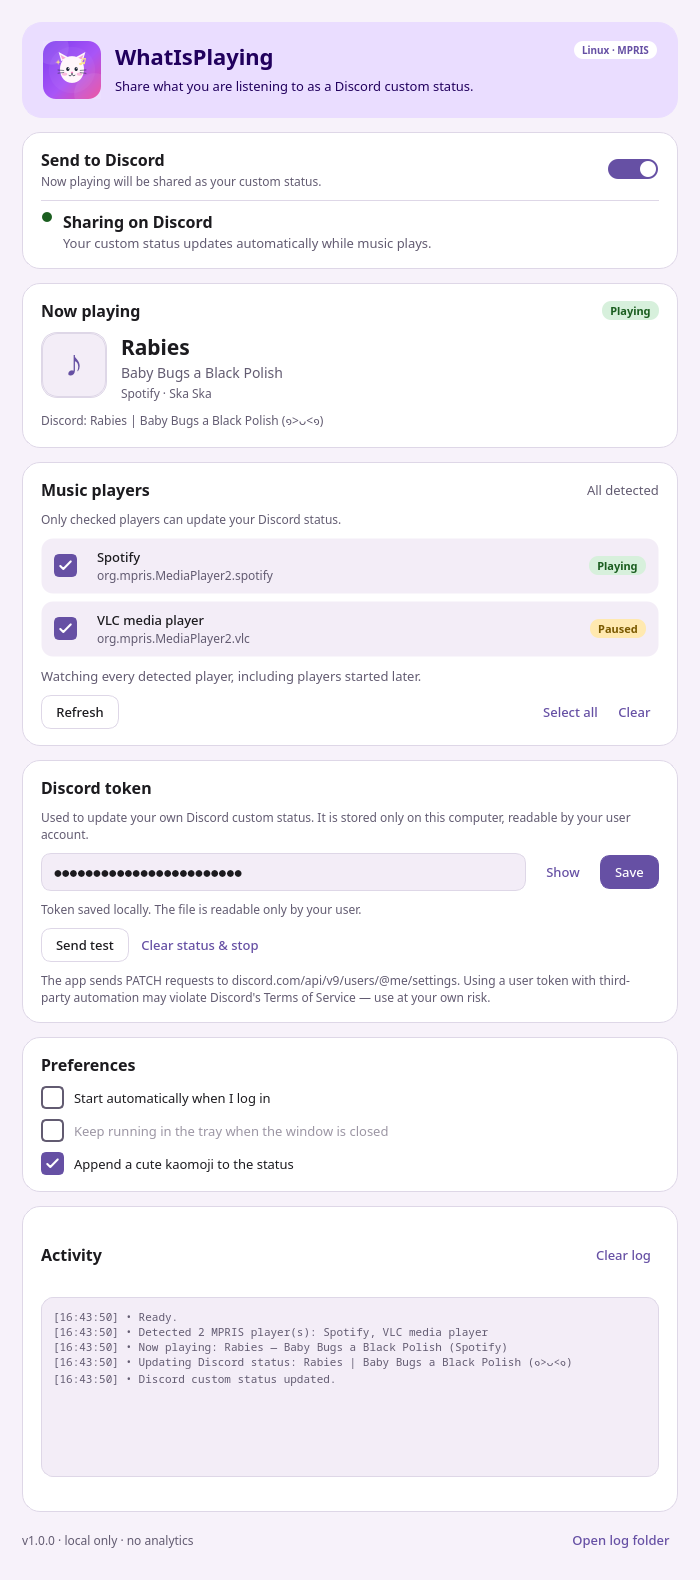 WhatIsPlaying
Linux · MPRIS
Share what you are listening to as a Discord custom status.
Send to Discord
Now playing will be shared as your custom status.
Sharing on Discord
Your custom status updates automatically while music plays.
Now playing
Playing
Rabies
Baby Bugs a Black Polish
Spotify · Ska Ska
Discord: Rabies | Baby Bugs a Black Polish (ง>ᴗ<ง)
Music players
All detected
Only checked players can update your Discord status.
Spotify
org.mpris.MediaPlayer2.spotify
Playing
VLC media player
org.mpris.MediaPlayer2.vlc
Paused
Watching every detected player, including players started later.
Refresh
Select all
Clear
Discord token
Used to update your own Discord custom status. It is stored only on this computer, readable by your user
account.
●●●●●●●●●●●●●●●●●●●●●●●●
Show
Save
Token saved locally. The file is readable only by your user.
Send test
Clear status & stop
The app sends PATCH requests to discord.com/api/v9/users/@me/settings. Using a user token with third-
party automation may violate Discord's Terms of Service — use at your own risk.
Preferences
Start automatically when I log in
Keep running in the tray when the window is closed
Append a cute kaomoji to the status
Activity
Clear log
[16:43:50] • Ready.
[16:43:50] • Detected 2 MPRIS player(s): Spotify, VLC media player
[16:43:50] • Now playing: Rabies — Baby Bugs a Black Polish (Spotify)
[16:43:50] • Updating Discord status: Rabies | Baby Bugs a Black Polish (ง>ᴗ<ง)
[16:43:50] • Discord custom status updated.
v1.0.0 · local only · no analytics
Open log folder